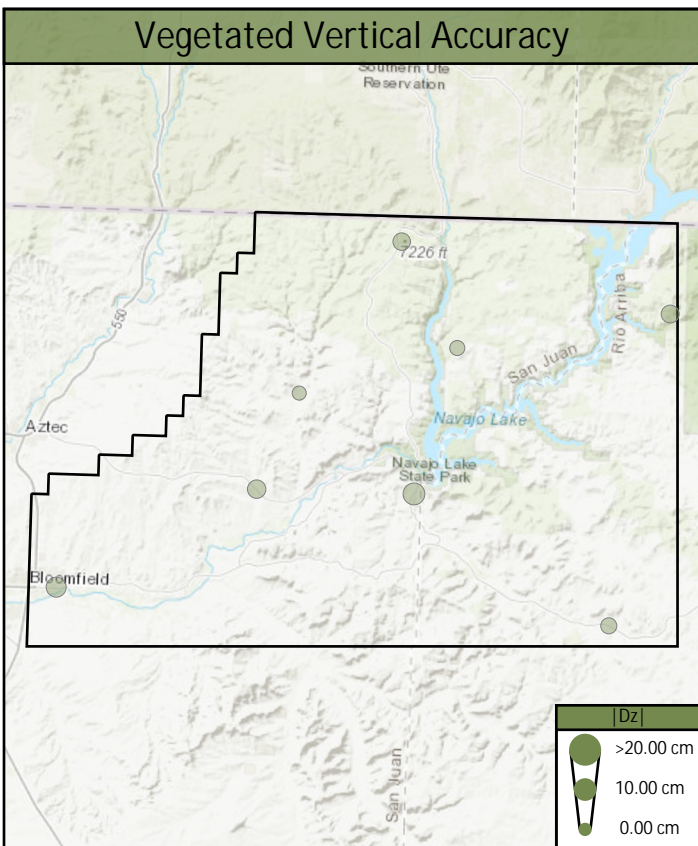 Vegetated Vertical Accuracy
Southern Ute
Reservation
7226 ft
550
Rio Arriba
San Juan
Navajo Lake
Aztec
Navajo Lake
State Park
Bloomfield
San Juan
|Dz|
>20.00 cm
10.00 cm
0.00 cm